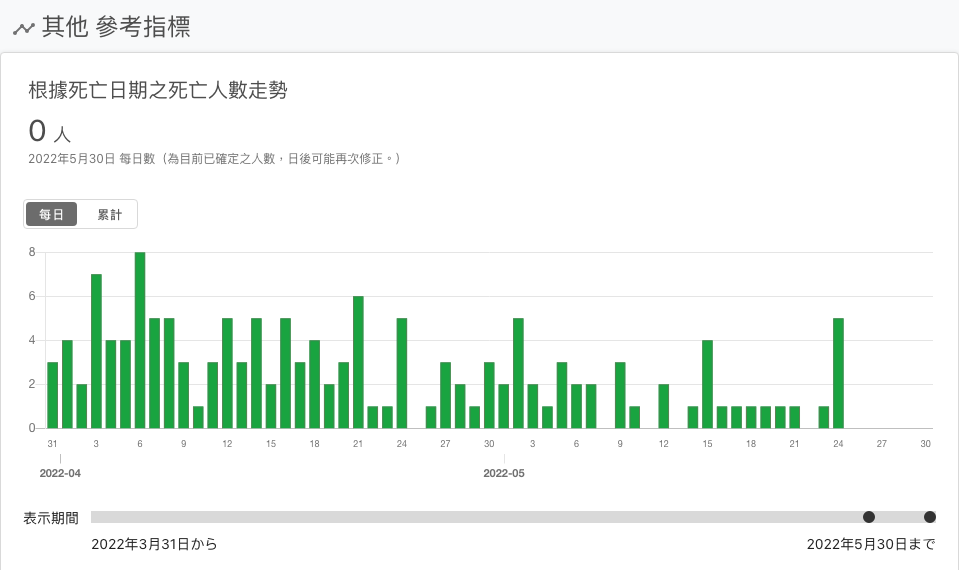 其他 參考指標
根據死亡日期之死亡人數走勢
0 人
2022年5月30日 每日數（為目前已確定之人數，日後可能再次修正。）
每日 累計
8
6
4
2
0
31 3 6 9 12 15 18 21 24 27 30 3 6 9 12 15 18 21 24 27 30
2022-04 2022-05
表示期間
2022年3月31日から 2022年5月30日まで